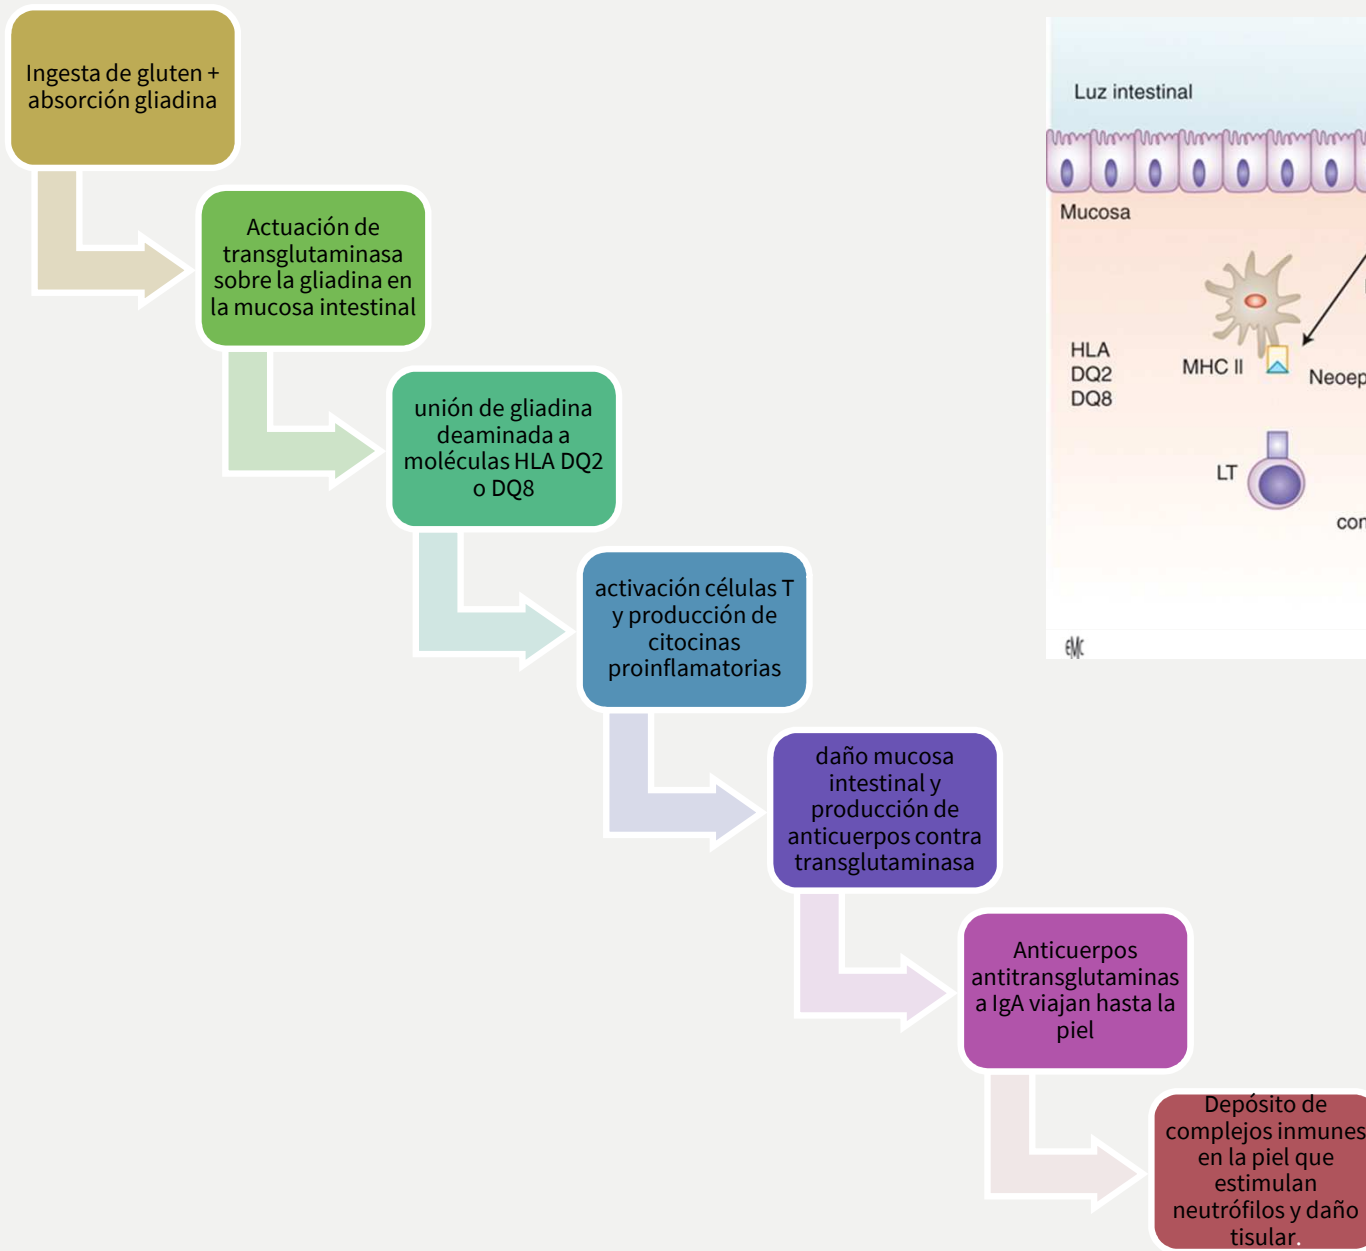 Ingesta de gluten +
absorción gliadina
Actuación de
transglutaminasa
sobre la gliadina en
la mucosa intestinal
unión de gliadina
deaminada a
moléculas HLA DQ2
o DQ8
activación células T
y producción de
citocinas
proinflamatorias
daño mucosa
intestinal y
producción de
anticuerpos contra
transglutaminasa
Anticuerpos
antitransglutaminas
a IgA viajan hasta la
piel
Depósito de
complejos inmunes
en la piel que
estimulan
neutrófilos y daño
tisular.
Luz intestinal
Mucosa
HLA
DQ2
DQ8
MHC II
Neoep
LT
con
EMC